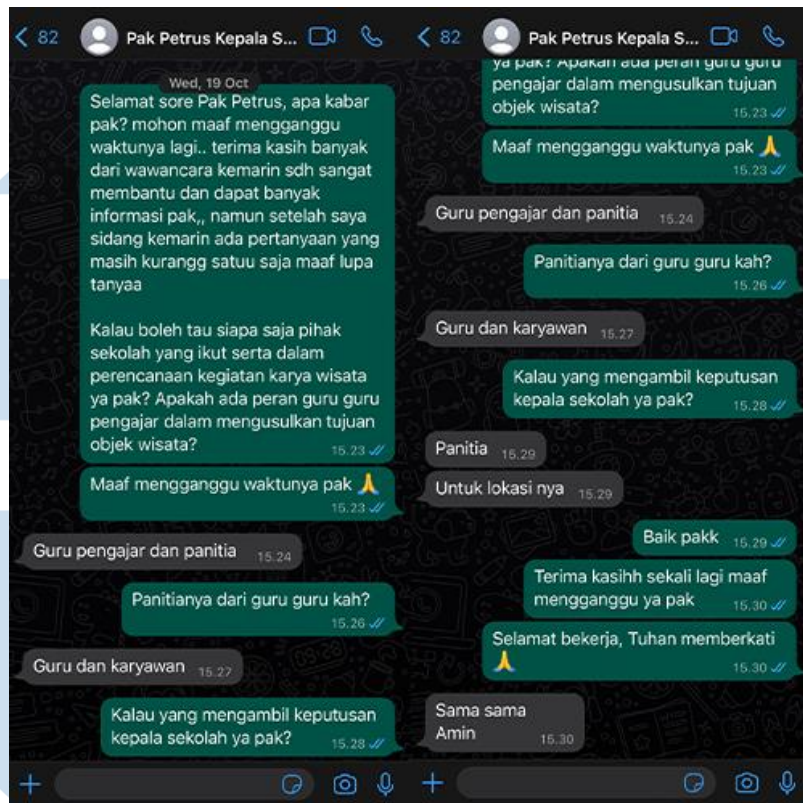 82 Pak Petrus Kepala S...
Wed, 19 Oct
Selamat sore Pak Petrus, apa kabar
pak? mohon maaf mengganggu
waktunya lagi.. terima kasih banyak
dari wawancara kemarin sdh sangat
membantu dan dapat banyak
informasi pak,, namun setelah saya
sidang kemarin ada pertanyaan yang
masih kurangg satuu saja maaf lupa
tanyaa
Kalau boleh tau siapa saja pihak
sekolah yang ikut serta dalam
perencanaan kegiatan karya wisata
ya pak? Apakah ada peran guru guru
pengajar dalam mengusulkan tujuan
objek wisata?
15.23
Maaf mengganggu waktunya pak 🙏
15.23
Guru pengajar dan panitia 15.24
Panitianya dari guru guru kah?
15.26
Guru dan karyawan 15.27
Kalau yang mengambil keputusan
kepala sekolah ya pak? 15.28
82 Pak Petrus Kepala S...
ya pak? Apakah ada peran guru guru
pengajar dalam mengusulkan tujuan
objek wisata?
15.23
Maaf mengganggu waktunya pak 🙏
15.23
Guru pengajar dan panitia 15.24
Panitianya dari guru guru kah?
15.26
Guru dan karyawan 15.27
Kalau yang mengambil keputusan
kepala sekolah ya pak? 15.28
Panitia 15.29
Untuk lokasi nya 15.29
Baik pakk 15.29
Terima kasihh sekali lagi maaf
mengganggu ya pak 15.30
Selamat bekerja, Tuhan memberkati
🙏 15.30
Sama sama
Amin 15.30